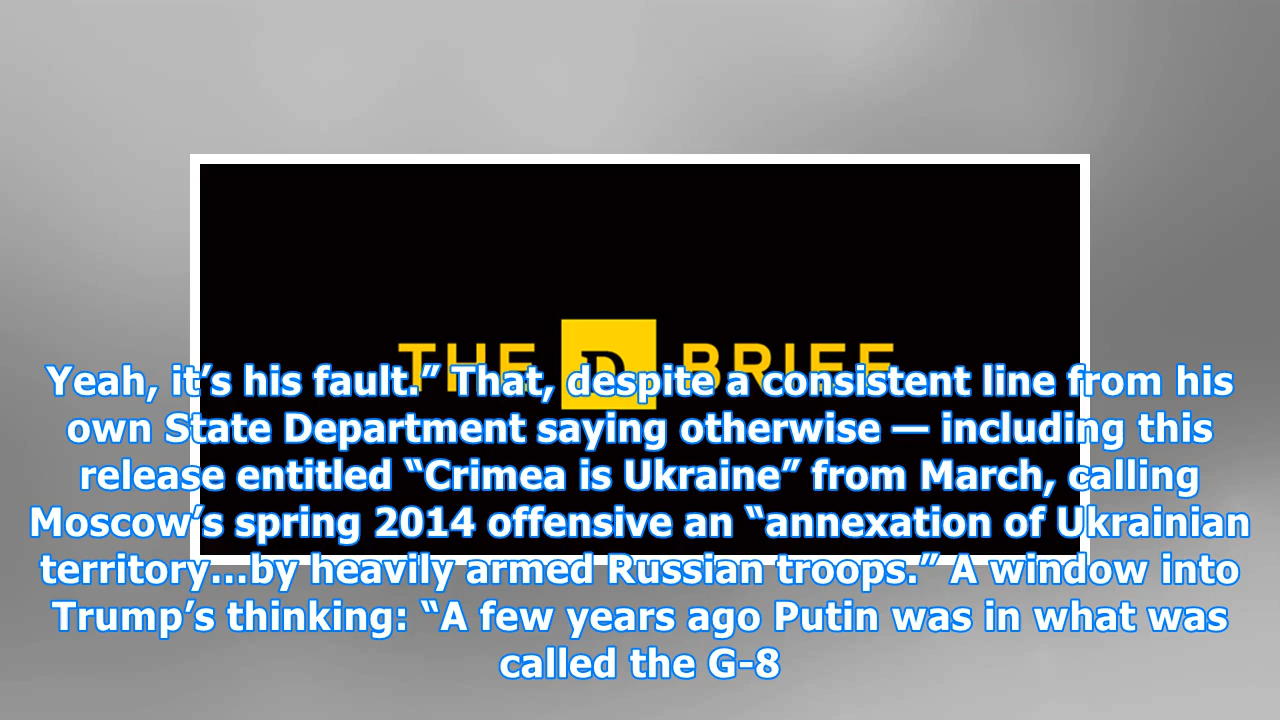 THE D BRIEF
Yeah, it’s his fault.” That, despite a consistent line from his
own State Department saying otherwise — including this
release entitled “Crimea is Ukraine” from March, calling
Moscow’s spring 2014 offensive an “annexation of Ukrainian
territory...by heavily armed Russian troops.” A window into
Trump’s thinking: “A few years ago Putin was in what was
called the G-8